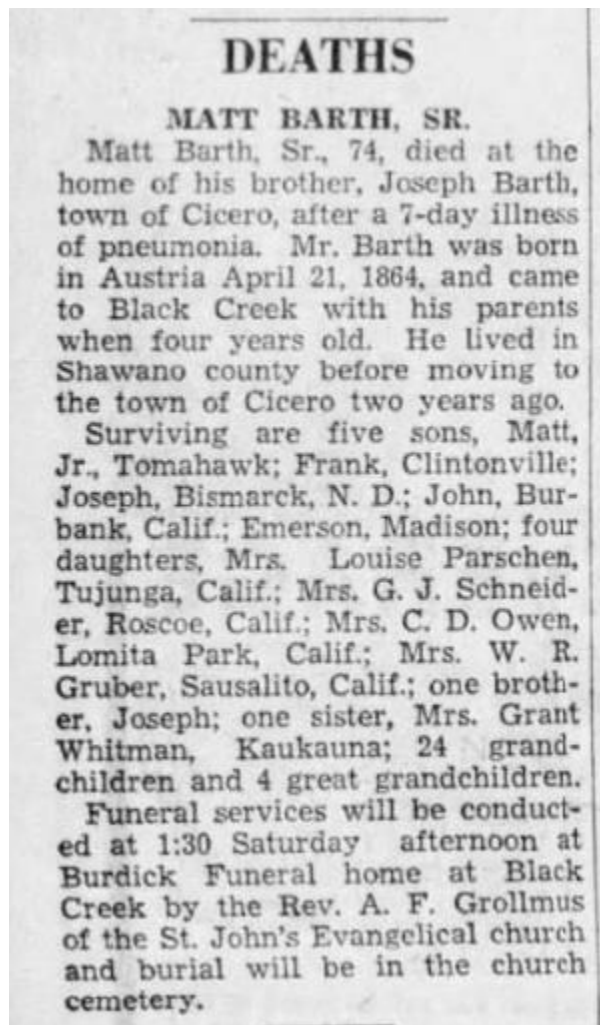 DEATHS
MATT BARTH, SR.
Matt Barth, Sr., 74, died at the
home of his brother, Joseph Barth,
town of Cicero, after a 7-day illness
of pneumonia. Mr. Barth was born
in Austria April 21, 1864, and came
to Black Creek with his parents
when four years old. He lived in
Shawano county before moving to
the town of Cicero two years ago.
Surviving are five sons, Matt,
Jr., Tomahawk; Frank, Clintonville;
Joseph, Bismarck, N. D.; John, Bur-
bank, Calif.; Emerson, Madison; four
daughters, Mrs. Louise Parschen,
Tujunga, Calif.; Mrs. G. J. Schneid-
er, Roscoe, Calif.; Mrs. C. D. Owen,
Lomita Park, Calif.; Mrs. W. R.
Gruber, Sausalito, Calif.; one broth-
er, Joseph; one sister, Mrs. Grant
Whitman, Kaukauna; 24 grand-
children and 4 great grandchildren.
Funeral services will be conduct-
ed at 1:30 Saturday afternoon at
Burdick Funeral home at Black
Creek by the Rev. A. F. Grollmus
of the St. John's Evangelical church
and burial will be in the church
cemetery.